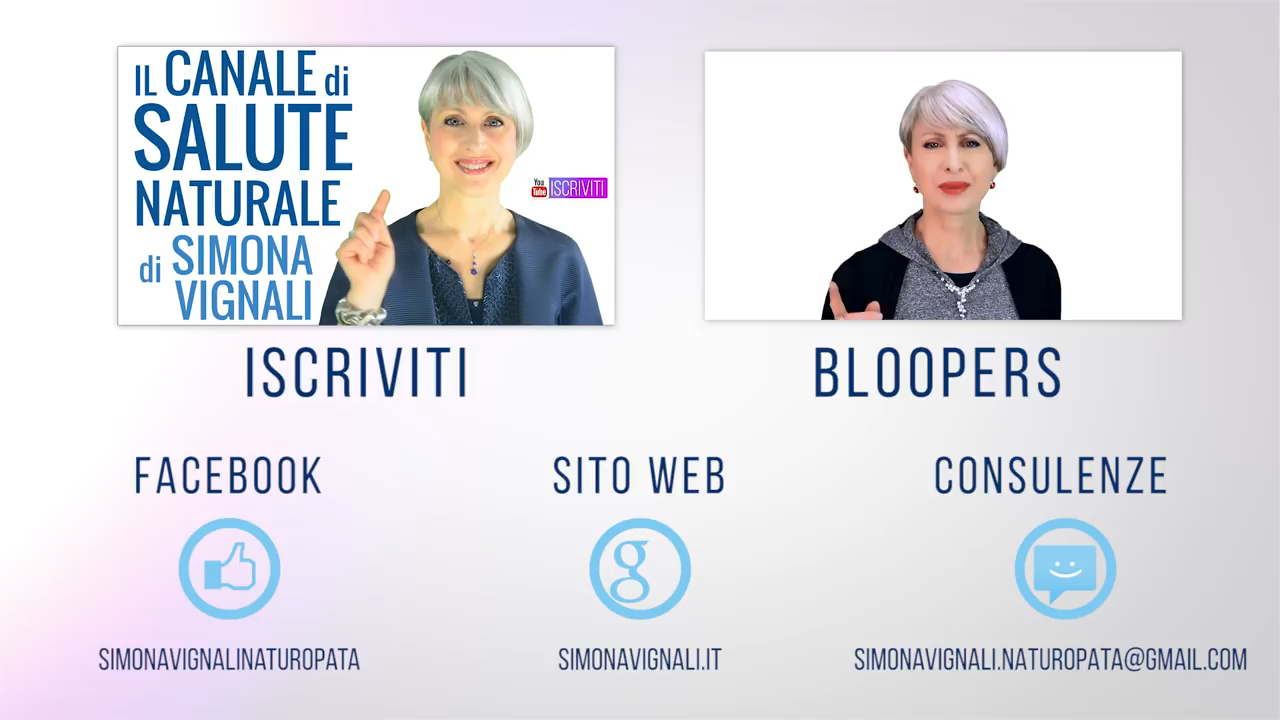 IL CANALE di
SALUTE
NATURALE
di SIMONA
VIGNALI
You
Tube ISCRIVITI
ISCRIVITI
BLOOPERS
FACEBOOK
SITO WEB
CONSULENZE
g
SIMONAVIGNALINATUROPATA
SIMONAVIGNALI.IT
SIMONAVIGNALI.NATUROPATA@GMAIL.COM